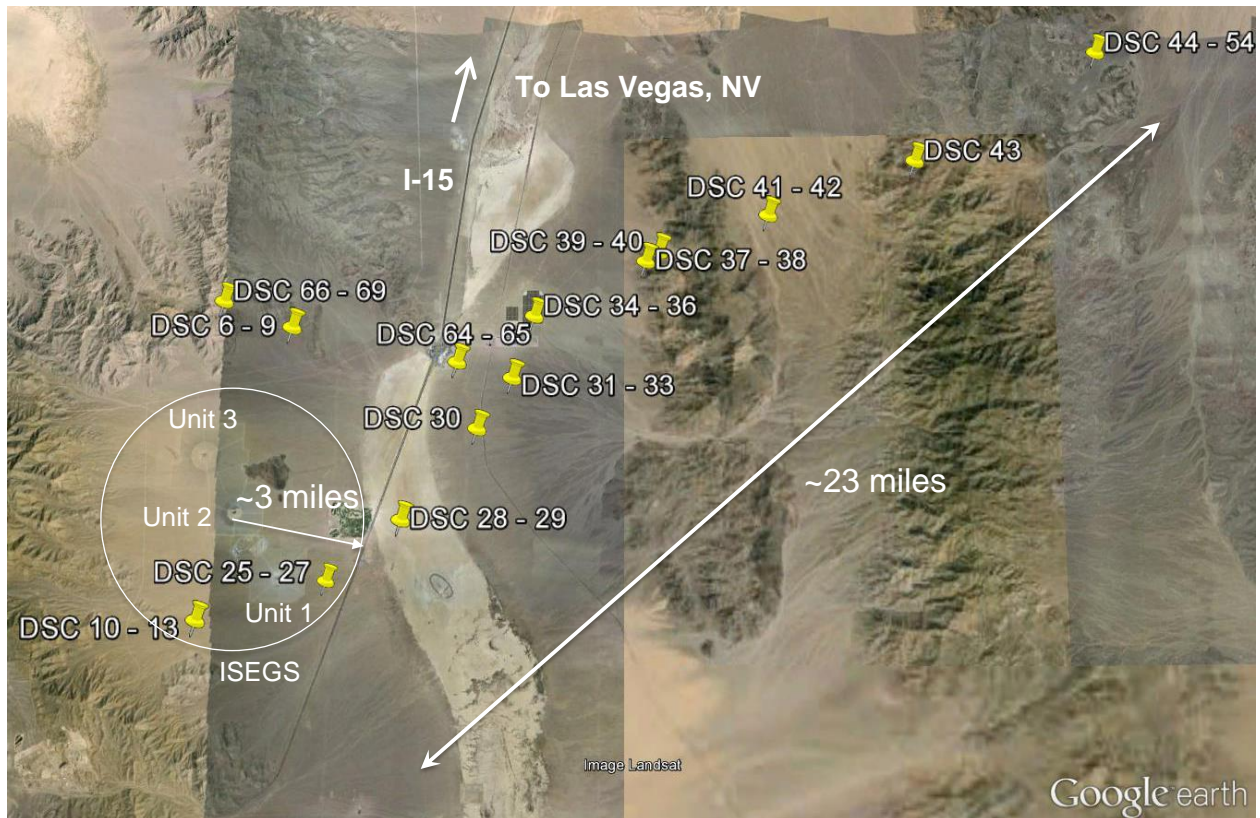 DSC 44 - 54
To Las Vegas, NV
DSC 43
I-15
DSC 41 - 42
DSC 39 - 40
DSC 37 - 38
DSC 66 - 69
DSC 34 - 36
DSC 6 - 9
DSC 64 - 65
DSC 31 - 33
Unit 3
DSC 30
~23 miles
~3 miles
Unit 2
DSC 28 - 29
DSC 25 - 27
Unit 1
DSC 10 - 13
ISEGS
Image Landsat
Google earth